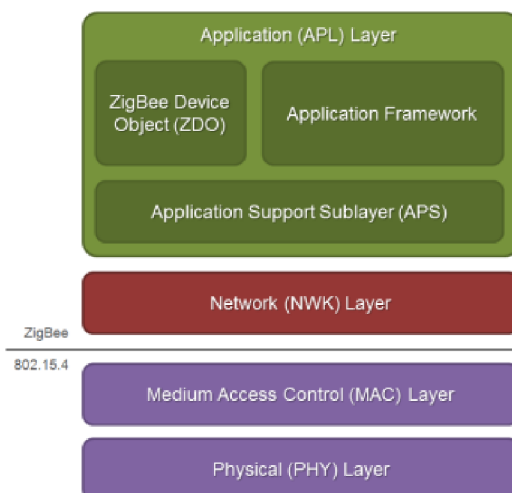 Application (APL) Layer
ZigBee Device
Object (ZDO)
Application Framework
Application Support Sublayer (APS)
Network (NWK) Layer
ZigBee
802.15.4
Medium Access Control (MAC) Layer
Physical (PHY) Layer